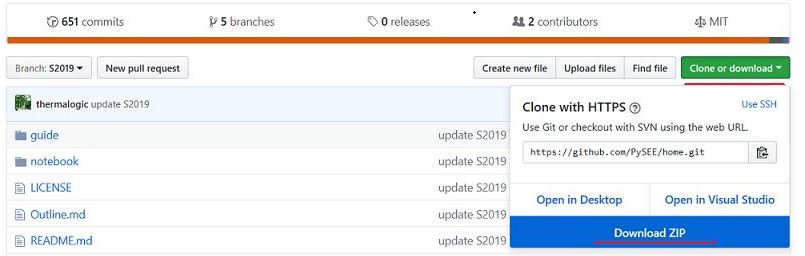 651 commits 5 branches 0 releases 2 contributors MIT
Branch: S2019 New pull request Create new file Upload files Find file Clone or download
thermalogic update S2019
guide update S2019
notebook update S2019
LICENSE update S2019
Outline.md update S2019
README.md update S2019
Clone with HTTPS ? Use SSH
Use Git or checkout with SVN using the web URL.
https://github.com/PySEE/home.git
Open in Desktop Open in Visual Studio
Download ZIP